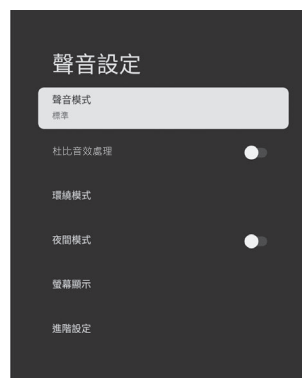 聲音設定
聲音模式
標準
杜比音效處理
環繞模式
夜間模式
螢幕顯示
進階設定